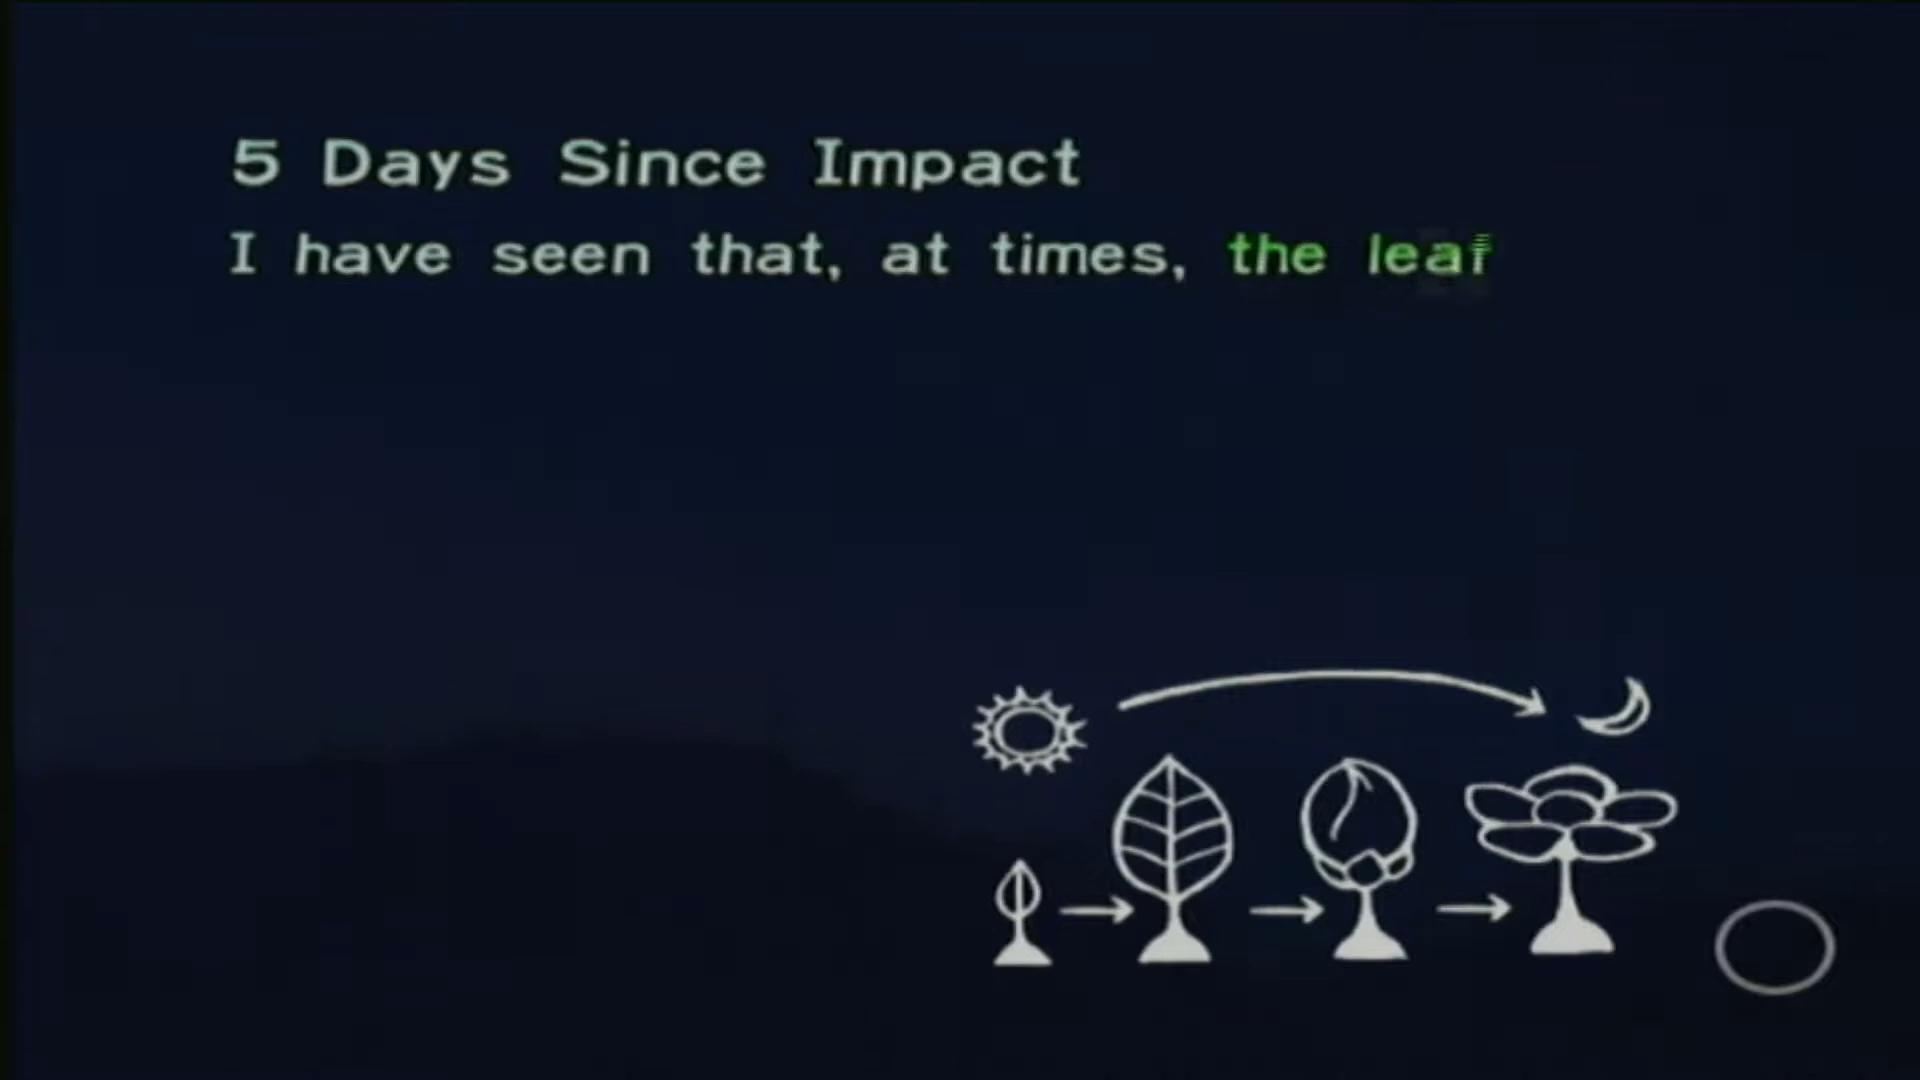 5 Days Since Impact
I have seen that, at times, the leaf